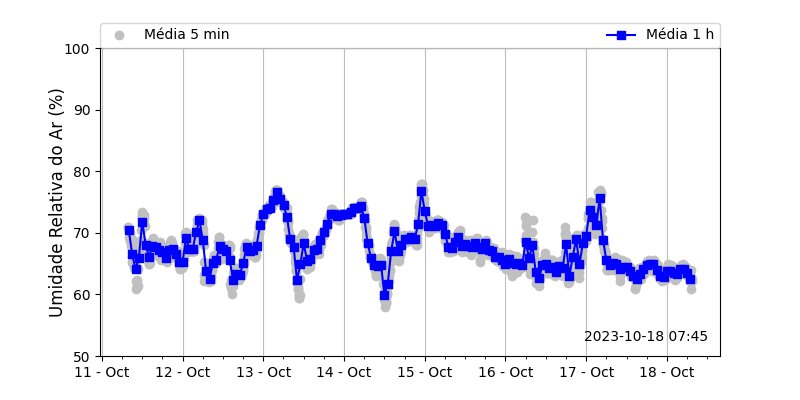 Média 5 min
Média 1 h
Umidade Relativa do Ar (%)
100
90
80
70
60
50
2023-10-18 07:45
11 - Oct
12 - Oct
13 - Oct
14 - Oct
15 - Oct
16 - Oct
17 - Oct
18 - Oct